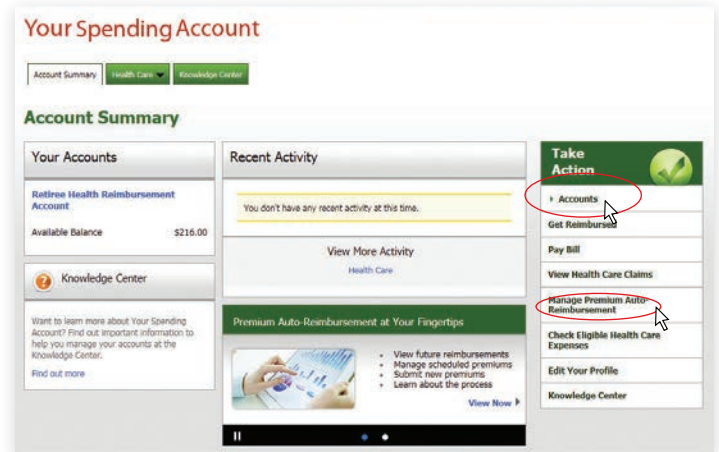 Your Spending Account
Account Summary
Health Care
Knowledge Center
Account Summary
Your Accounts
Retiree Health Reimbursement
Account
Available Balance $216.00
Knowledge Center
Want to learn more about Your Spending
Account? Find out important information to
help you manage your accounts at the
Knowledge Center.
Find out more
Recent Activity
You don't have any recent activity at this time.
View More Activity
Health Care
Premium Auto-Reimbursement at Your Fingertips
• View future reimbursements
• Manage scheduled premiums
• Submit new premiums
• Learn about the process
View Now
Take
Action
Accounts
Get Reimbursed
Pay Bill
View Health Care Claims
Manage Premium Auto-
Reimbursement
Check Eligible Health Care
Expenses
Edit Your Profile
Knowledge Center